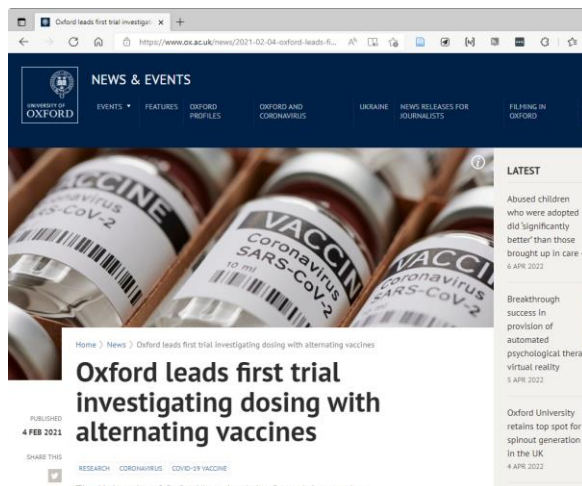 Oxford leads first trial investigati
https://www.ox.ac.uk/news/2021-02-04-oxford-leads-fi...
UNIVERSITY OF
OXFORD
NEWS & EVENTS
EVENTS
FEATURES
OXFORD
PROFILES
OXFORD AND
CORONAVIRUS
UKRAINE
NEWS RELEASES FOR
JOURNALISTS
FILMING IN
OXFORD
VACCINE
Coronavirus
SARS-CoV-2
VACCINE
Coronavirus
SARS-CoV-2
10 ml
VACCI
Coronavirus
SARS-CoV-2
Home > News > Oxford leads first trial investigating dosing with alternating vaccines
Oxford leads first trial
investigating dosing with
alternating vaccines
PUBLISHED
4 FEB 2021
SHARE THIS
RESEARCH CORONAVIRUS COVID-19 VACCINE
LATEST
Abused children
who were adopted
did 'significantly
better' than those
brought up in care
6 APR 2022
Breakthrough
success in
provision of
automated
psychological thera
virtual reality
5 APR 2022
Oxford University
retains top spot for
spinout generation
in the UK
4 APR 2022